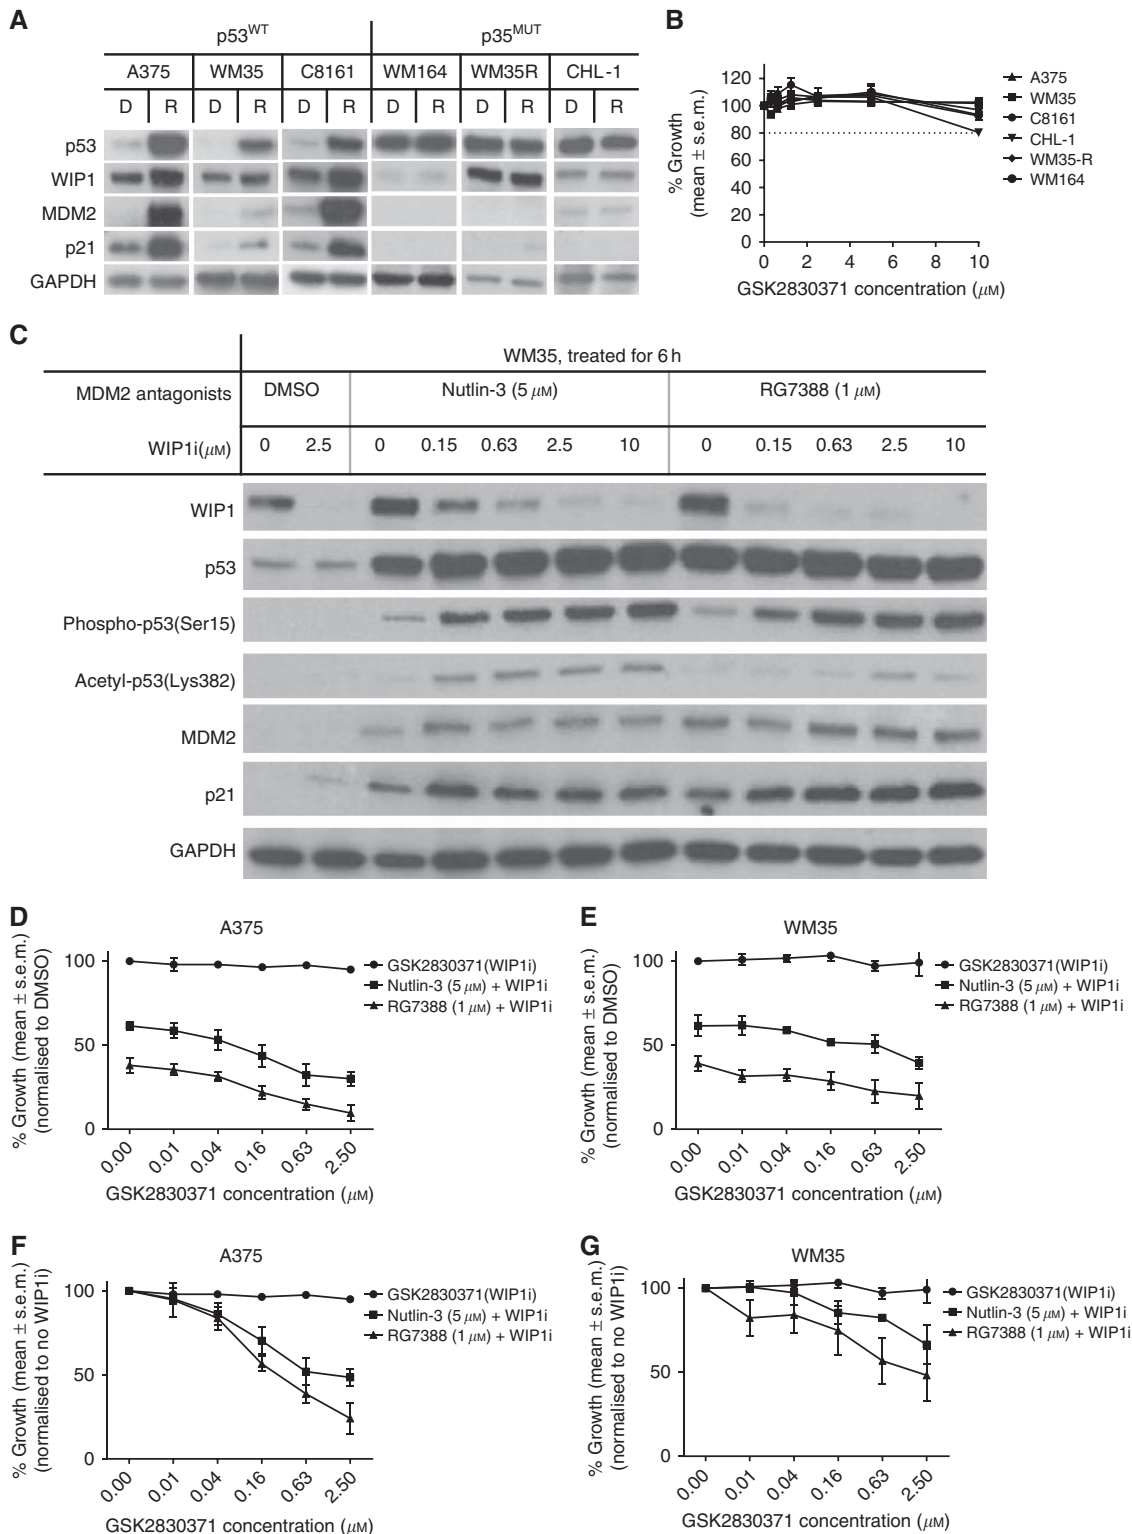 A
p53WT p35MUT
A375 WM35 C8161 WM164 WM35R CHL-1
D R D R D R D R D R D R
p53
WIP1
MDM2
p21
GAPDH
B
% Growth
(mean ± s.e.m.)
120
100
80
60
40
20
0
0 2 4 6 8 10
GSK2830371 concentration (μM)
A375
WM35
C8161
CHL-1
WM35-R
WM164
C
WM35, treated for 6 h
MDM2 antagonists DMSO Nutlin-3 (5 μM) RG7388 (1 μM)
WIP1i(μM) 0 2.5 0 0.15 0.63 2.5 10 0 0.15 0.63 2.5 10
WIP1
p53
Phospho-p53(Ser15)
Acetyl-p53(Lys382)
MDM2
p21
GAPDH
D
A375
% Growth (mean ± s.e.m.)
(normalised to DMSO)
100
50
0
0.00 0.01 0.04 0.16 0.63 2.50
GSK2830371 concentration (μM)
GSK2830371(WIP1i)
Nutlin-3 (5 μM) + WIP1i
RG7388 (1 μM) + WIP1i
E
WM35
% Growth (mean ± s.e.m.)
(normalised to DMSO)
100
50
0
0.00 0.01 0.04 0.16 0.63 2.50
GSK2830371 concentration (μM)
GSK2830371(WIP1i)
Nutlin-3 (5 μM) + WIP1i
RG7388 (1 μM) + WIP1i
F
A375
% Growth (mean ± s.e.m.)
(normalised to no WIP1i)
100
50
0
0.00 0.01 0.04 0.16 0.63 2.50
GSK2830371 concentration (μM)
GSK2830371(WIP1i)
Nutlin-3 (5 μM) + WIP1i
RG7388 (1 μM) + WIP1i
G
WM35
% Growth (mean ± s.e.m.)
(normalised to no WIP1i)
100
50
0
0.00 0.01 0.04 0.16 0.63 2.50
GSK2830371 concentration (μM)
GSK2830371(WIP1i)
Nutlin-3 (5 μM) + WIP1i
RG7388 (1 μM) + WIP1i